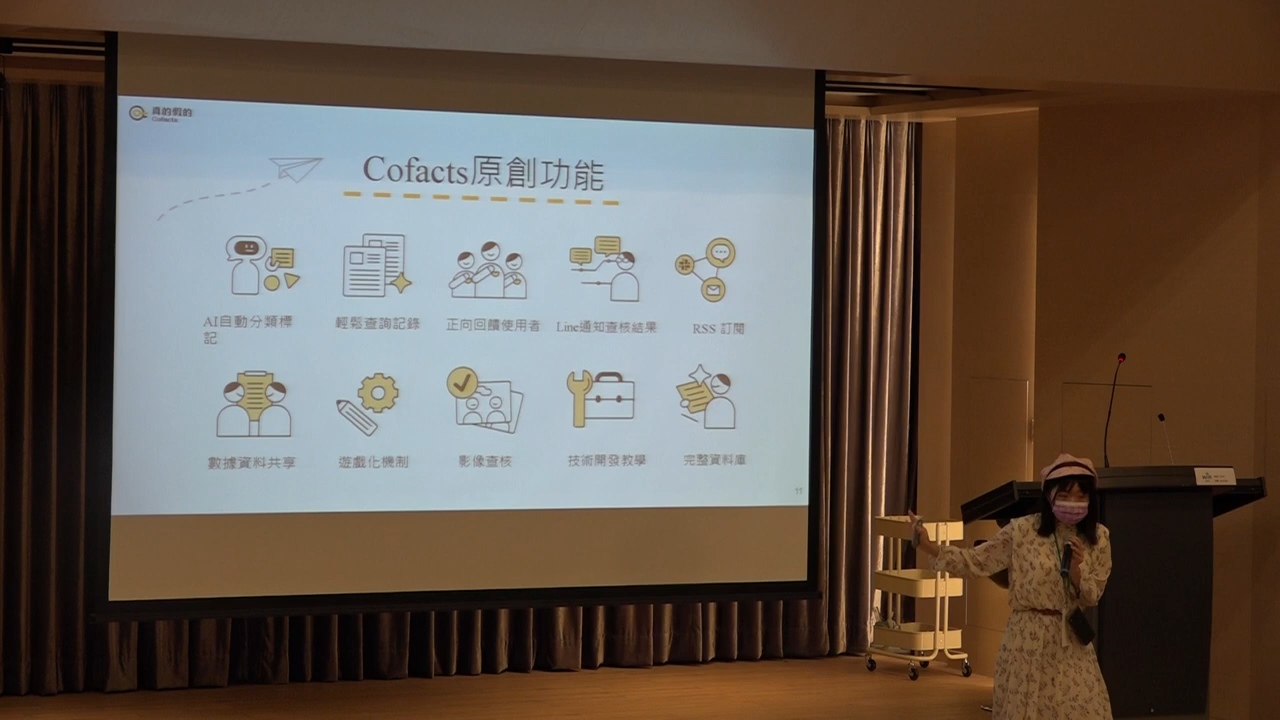 真的假的
Cofacts
Cofacts原創功能
AI自動分類標
記
輕鬆查詢記錄
正向回饋使用者
Line通知查核結果
RSS 訂閱
數據資料共享
遊戲化機制
影像查核
技術開發教學
完整資料庫
11